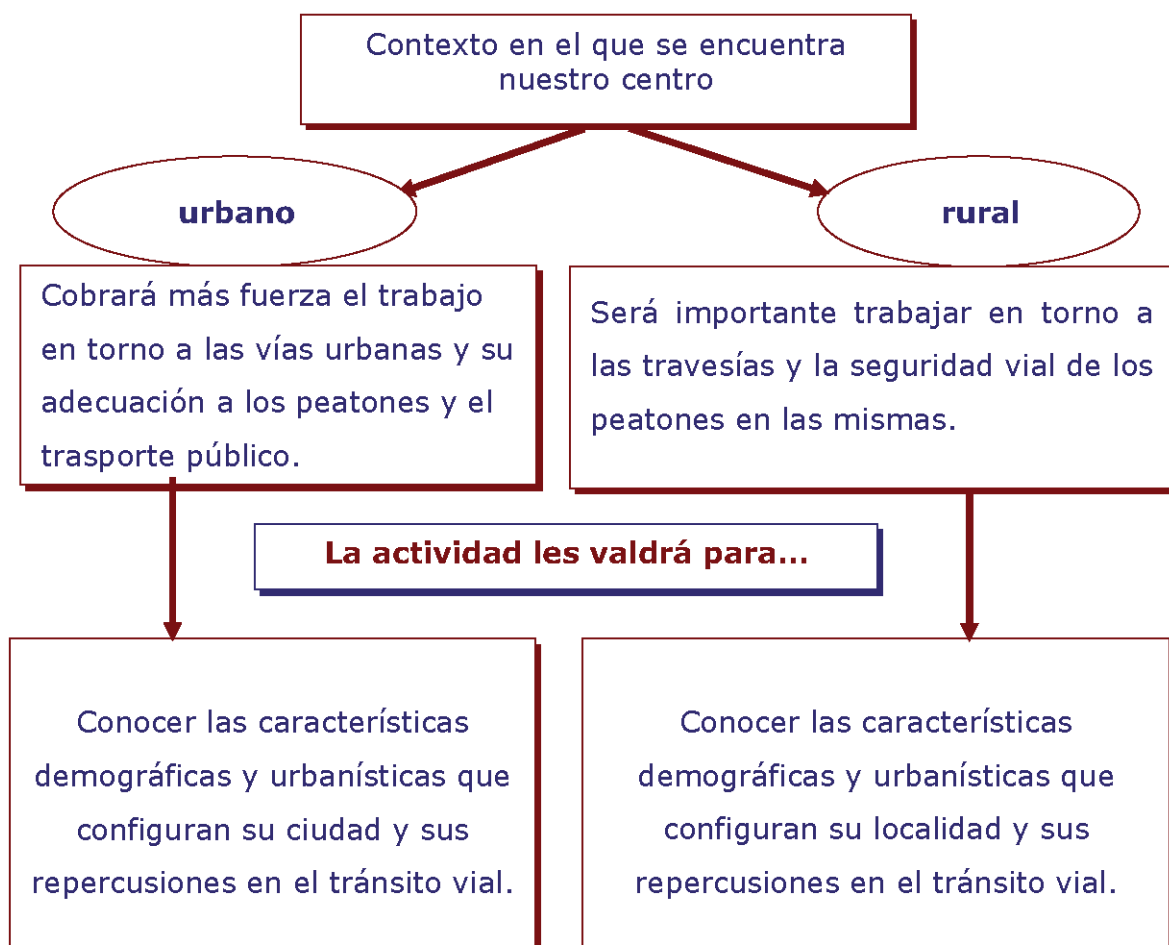 Contexto en el que se encuentra
nuestro centro
urbano
rural
Cobrará más fuerza el trabajo
en torno a las vías urbanas y su
adecuación a los peatones y el
trasporte público.
Será importante trabajar en torno a
las travesías y la seguridad vial de los
peatones en las mismas.
La actividad les valdrá para...
Conocer las características
demográficas y urbanísticas que
configuran su ciudad y sus
repercusiones en el tránsito vial.
Conocer las características
demográficas y urbanísticas que
configuran su localidad y sus
repercusiones en el tránsito vial.